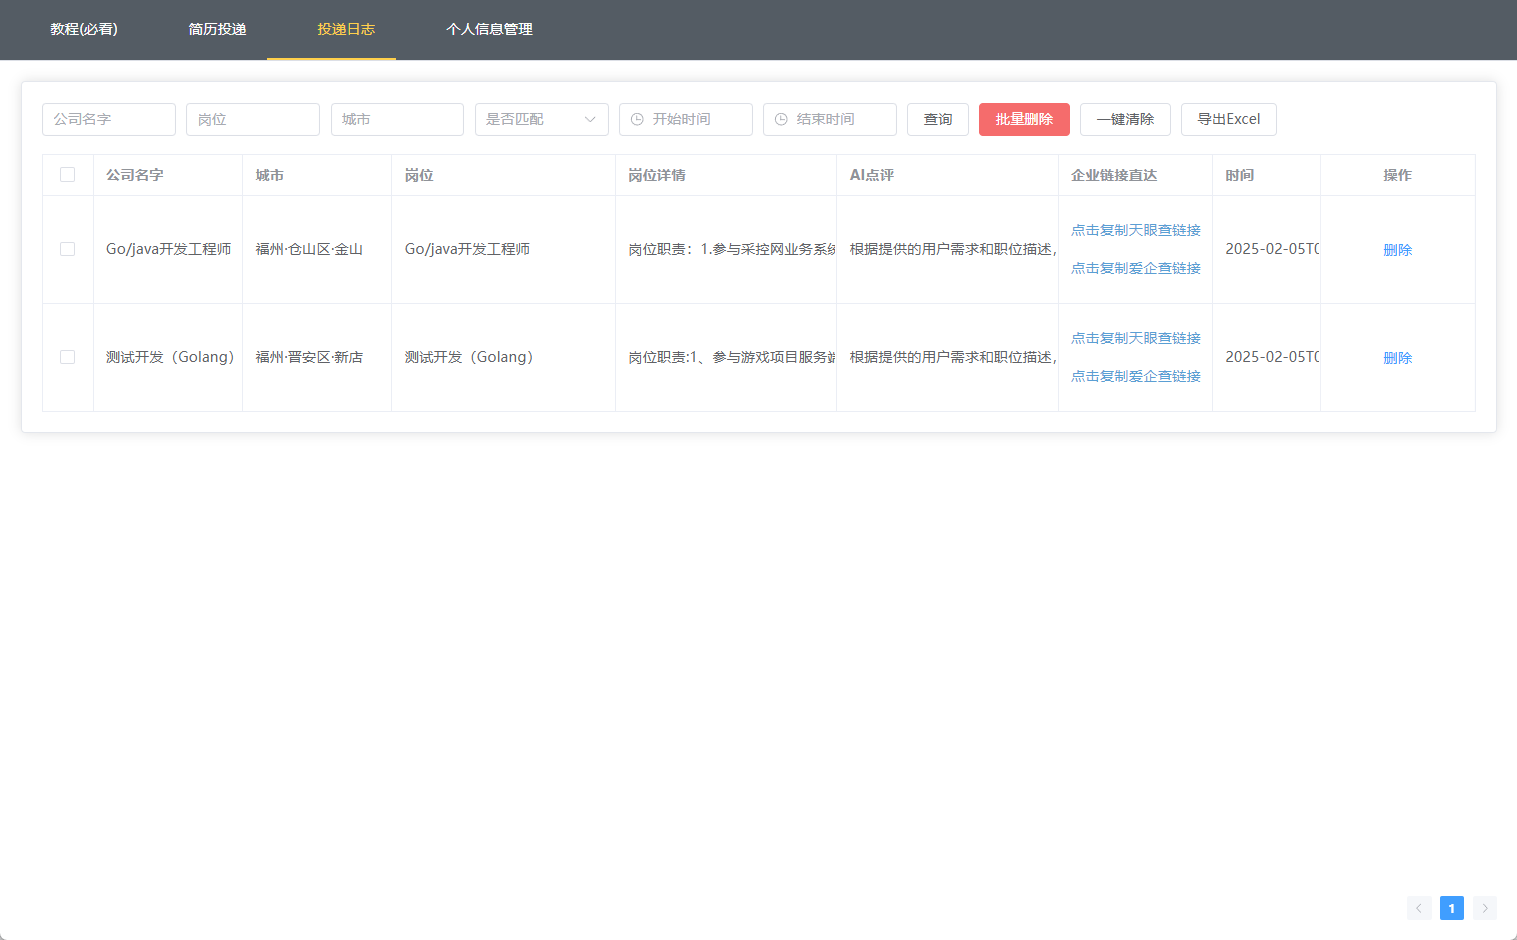 教程(必看) 简历投递 投递日志 个人信息管理
公司名字 岗位 城市 是否匹配 开始时间 结束时间 查询 批量删除 一键清除 导出Excel
公司名字 城市 岗位 岗位详情 AI点评 企业链接直达 时间 操作
点击复制天眼查链接
Go/java开发工程师 福州·仓山区·金山 Go/java开发工程师 岗位职责：1.参与采控网业务系统 根据提供的用户需求和职位描述， 2025-02-05T0 删除
点击复制爱企查链接
点击复制天眼查链接
测试开发（Golang） 福州·晋安区·新店 测试开发（Golang） 岗位职责:1、参与游戏项目服务端 根据提供的用户需求和职位描述， 2025-02-05T0 删除
点击复制爱企查链接
1